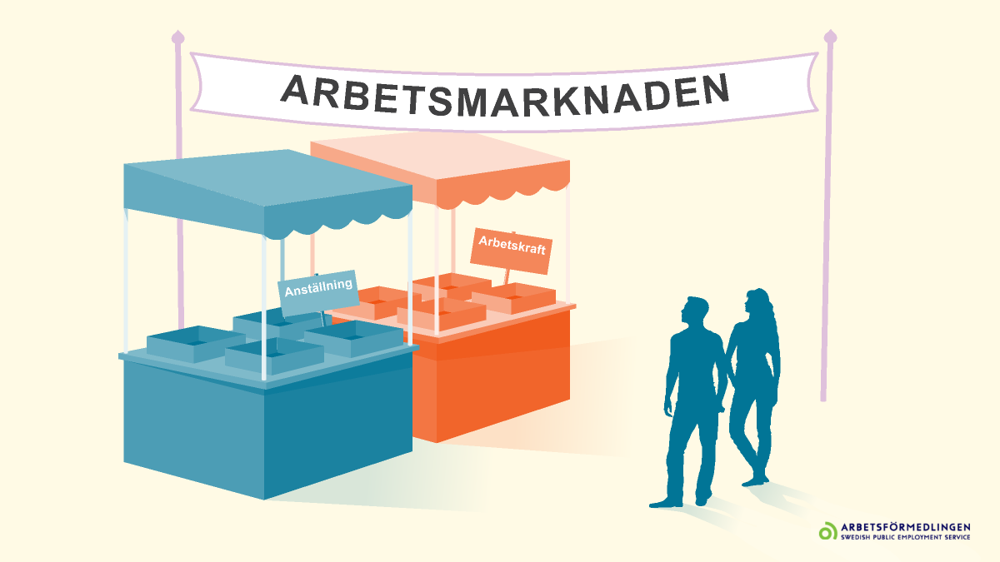 ARBETSMARKNADEN
Arbetskraft
Anställning
ARBETSFÖRMEDLINGEN
SWEDISH PUBLIC EMPLOYMENT SERVICE